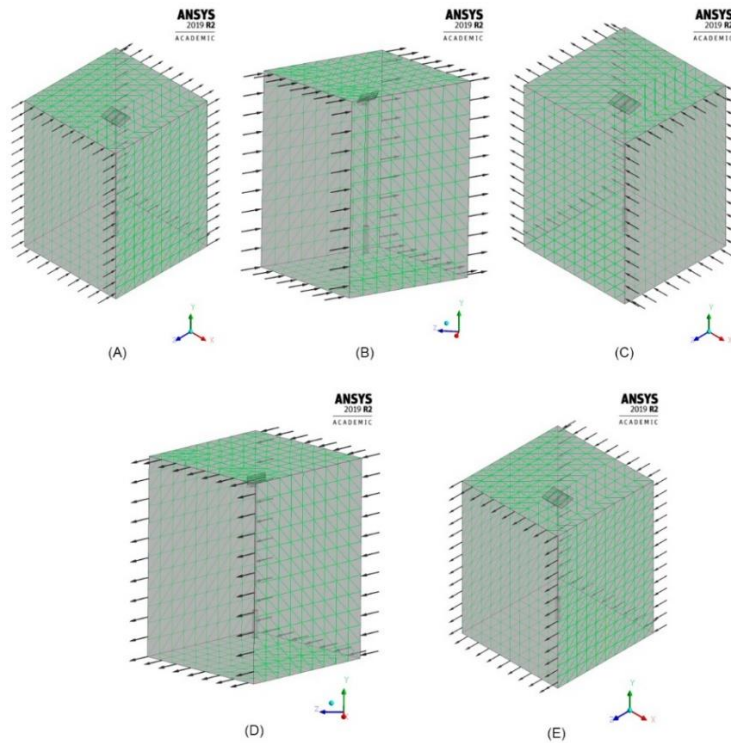 ANSYS
2019 R2
ACADEMIC
ANSYS
2019 R2
ACADEMIC
ANSYS
2019 R2
ACADEMIC
Y
X
Y
Z
Y
X
(A)
(B)
(C)
ANSYS
2019 R2
ACADEMIC
ANSYS
2019 R2
ACADEMIC
Y
Z
Y
X
(D)
(E)